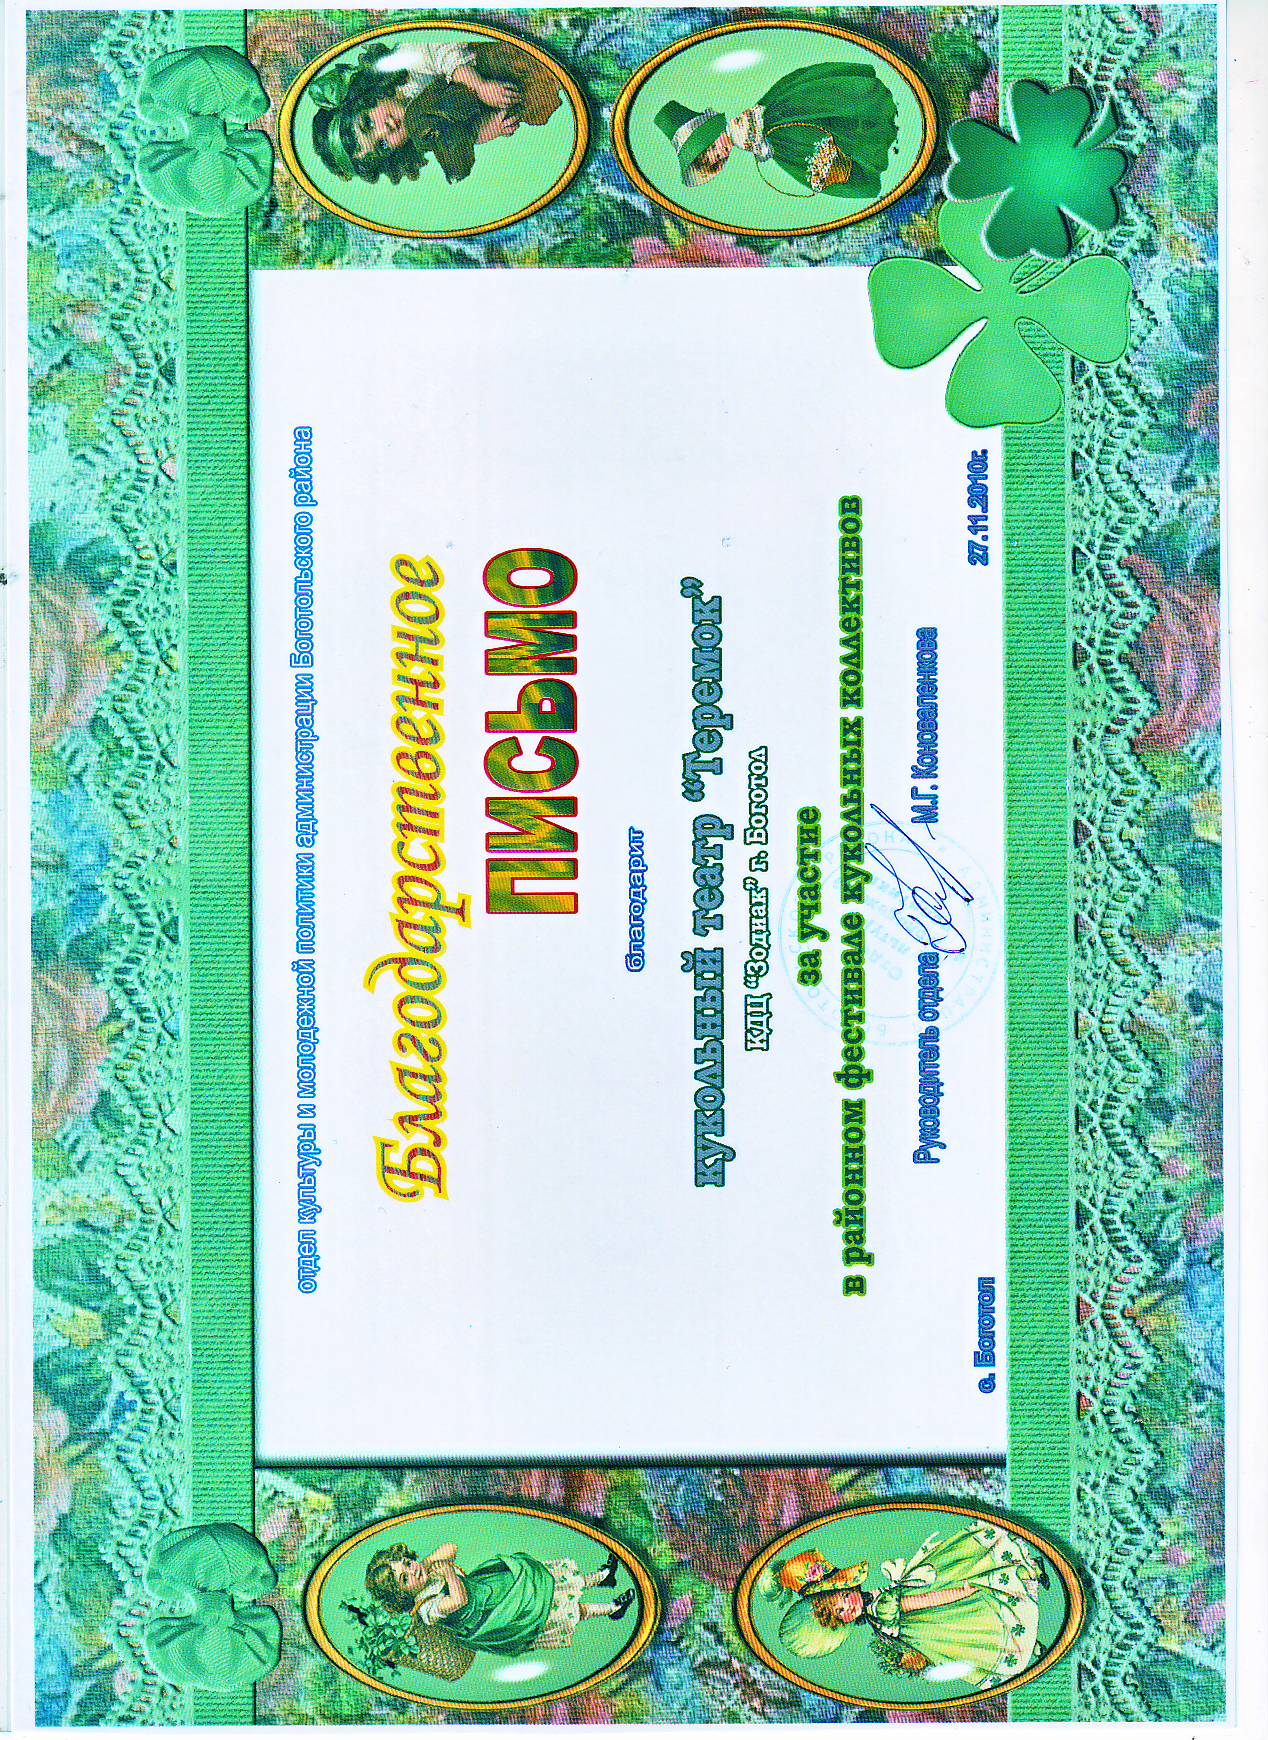 отдел культуры и молодежной политики администрации Боготольского района
Благодарственное
ПИСЬМО
благодарит
кукольный театр “Теремок”
КДЦ “Зодиак” г. Боготол
за участие
в районном фестивале кукольных коллективов
Руководитель отдела М.Г. Коноваленкова
с. Боготол 27.11.2010г.